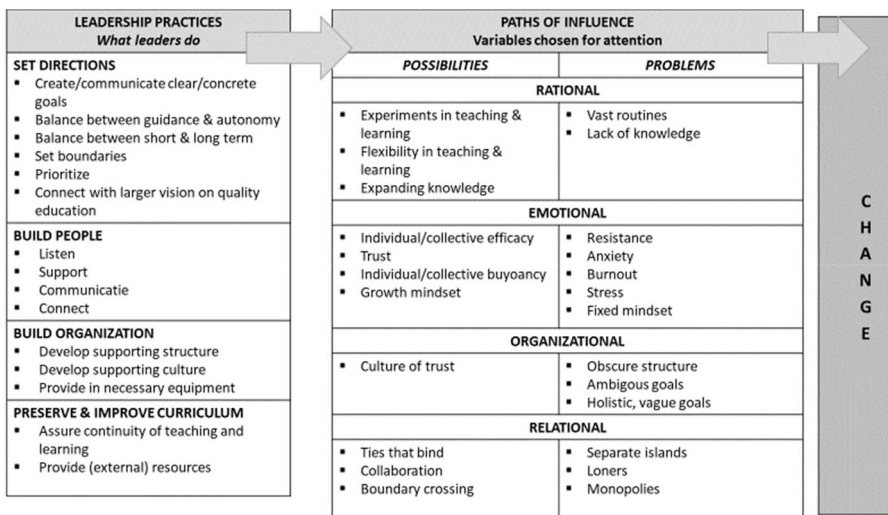 LEADERSHIP PRACTICES
What leaders do
SET DIRECTIONS
▪ Create/communicate clear/concrete
goals
▪ Balance between guidance & autonomy
▪ Balance between short & long term
▪ Set boundaries
▪ Prioritize
▪ Connect with larger vision on quality
education
BUILD PEOPLE
▪ Listen
▪ Support
▪ Communicatie
▪ Connect
BUILD ORGANIZATION
▪ Develop supporting structure
▪ Develop supporting culture
▪ Provide in necessary equipment
PRESERVE & IMPROVE CURRICULUM
▪ Assure continuity of teaching and
learning
▪ Provide (external) resources
PATHS OF INFLUENCE
Variables chosen for attention
POSSIBILITIES
PROBLEMS
RATIONAL
▪ Experiments in teaching &
learning
▪ Flexibility in teaching &
learning
▪ Expanding knowledge
▪ Vast routines
▪ Lack of knowledge
EMOTIONAL
▪ Individual/collective efficacy
▪ Trust
▪ Individual/collective buyoancy
▪ Growth mindset
▪ Resistance
▪ Anxiety
▪ Burnout
▪ Stress
▪ Fixed mindset
ORGANIZATIONAL
▪ Culture of trust
▪ Obscure structure
▪ Ambigous goals
▪ Holistic, vague goals
RELATIONAL
▪ Ties that bind
▪ Collaboration
▪ Boundary crossing
▪ Separate islands
▪ Loners
▪ Monopolies
C
H
A
N
G
E